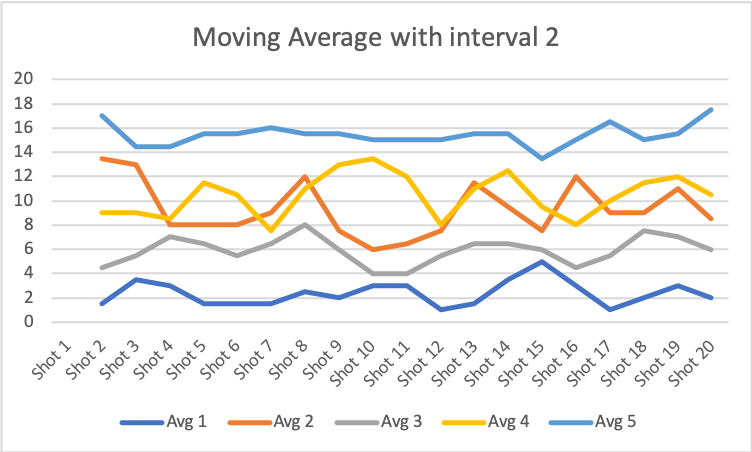 Moving Average with interval 2
20
18
16
14
12
10
8
6
4
2
0
Shot 1
Shot 2
Shot 3
Shot 4
Shot 5
Shot 6
Shot 7
Shot 8
Shot 9
Shot 10
Shot 11
Shot 12
Shot 13
Shot 14
Shot 15
Shot 16
Shot 17
Shot 18
Shot 19
Shot 20
Avg 1 Avg 2 Avg 3 Avg 4 Avg 5